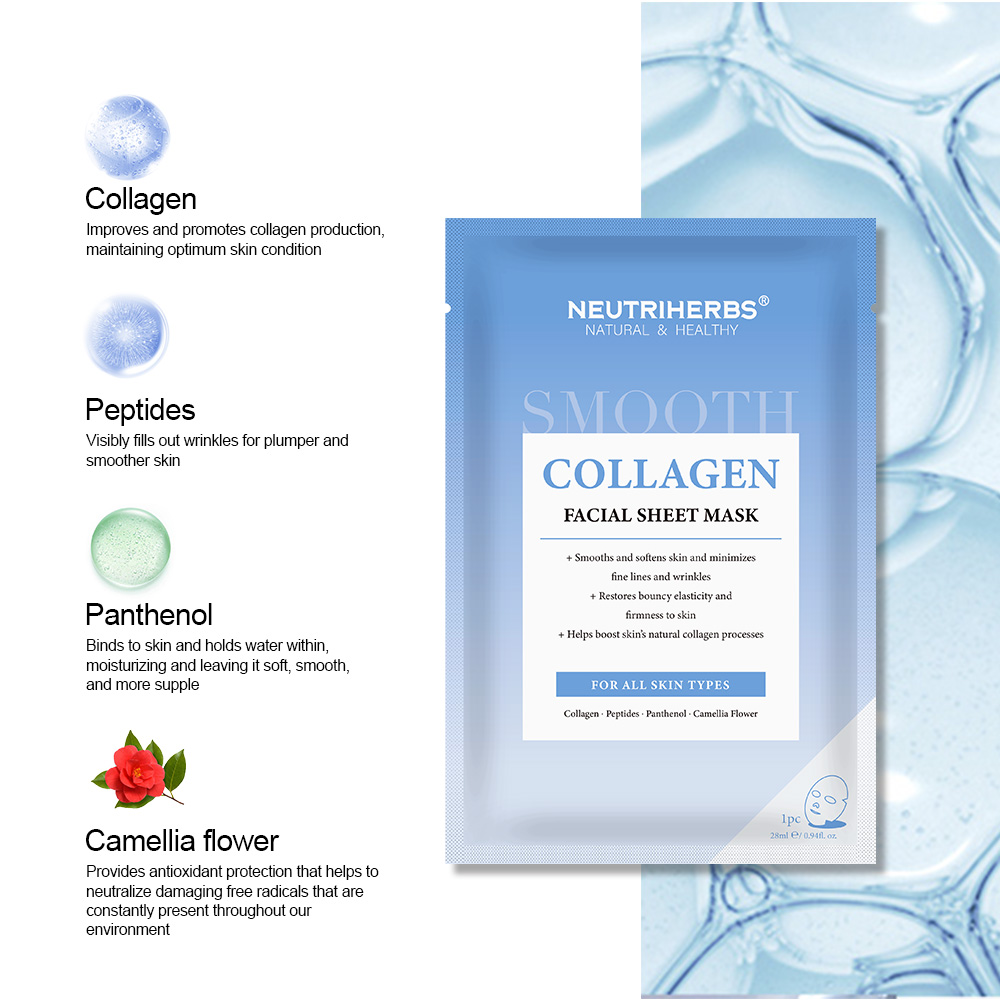 Collagen
Improves and promotes collagen production,
maintaining optimum skin condition
Peptides
Visibly fills out wrinkles for plumper and
smoother skin
Panthenol
Binds to skin and holds water within,
moisturizing and leaving it soft, smooth,
and more supple
Camellia flower
Provides antioxidant protection that helps to
neutralize damaging free radicals that are
constantly present throughout our
environment
NEUTRIHERBS®
NATURAL & HEALTHY
SMOOTH
COLLAGEN
FACIAL SHEET MASK
+ Smooths and softens skin and minimizes
fine lines and wrinkles
+ Restores bouncy elasticity and
firmness to skin
+ Helps boost skin's natural collagen processes
FOR ALL SKIN TYPES
Collagen · Peptides · Panthenol · Camellia Flower
1pc
28ml ℮/ 0.94fl. oz.